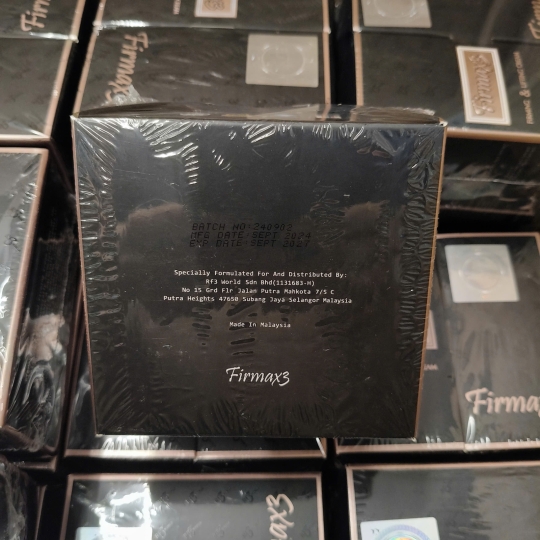 Firmax3
BATCH NO:240902
MFG DATE:SEPT 2024
EXP DATE:SEPT 2027
Specially Formulated For And Distributed By:
Rf3 World Sdn Bhd(1131683-H)
No 15 Grd Flr Jalan Putra Mahkota 7/5 C
Putra Heights 47650 Subang Jaya Selangor Malaysia
Made In Malaysia
Firmax3
Firmax3